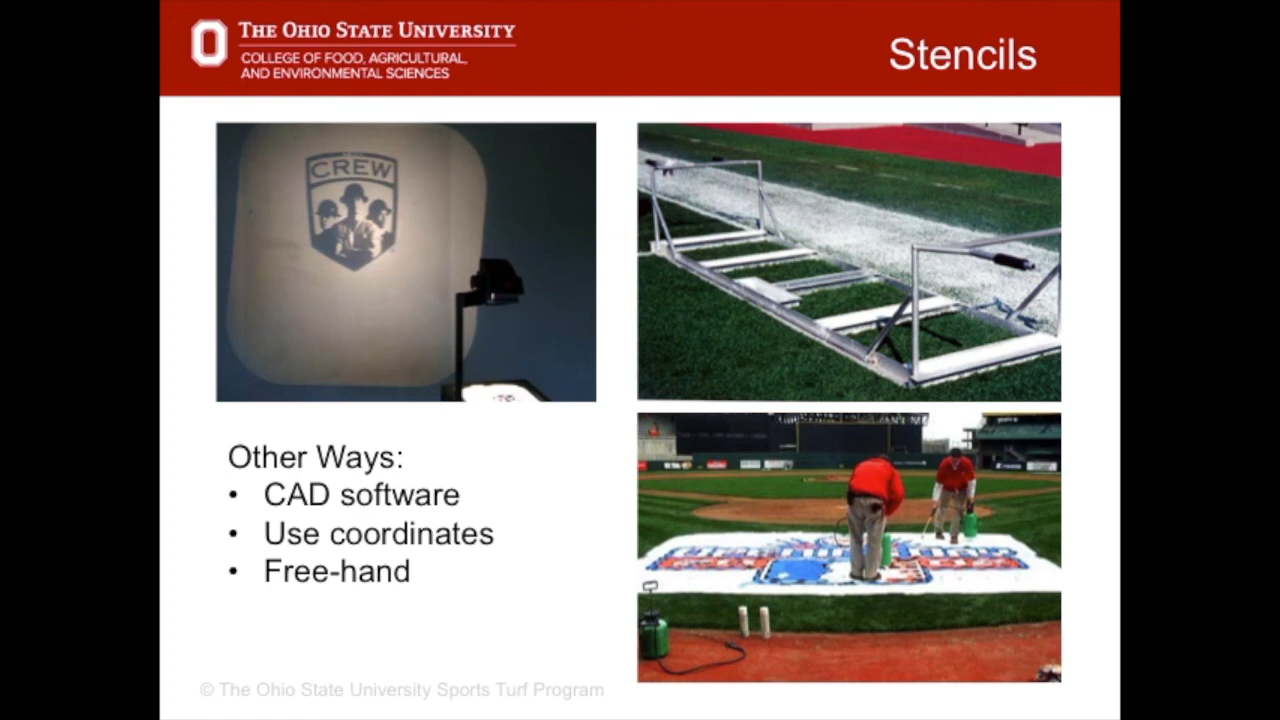 THE OHIO STATE UNIVERSITY
COLLEGE OF FOOD, AGRICULTURAL,
AND ENVIRONMENTAL SCIENCES
Stencils
CREW
Other Ways:
• CAD software
• Use coordinates
• Free-hand
© The Ohio State University Sports Turf Program